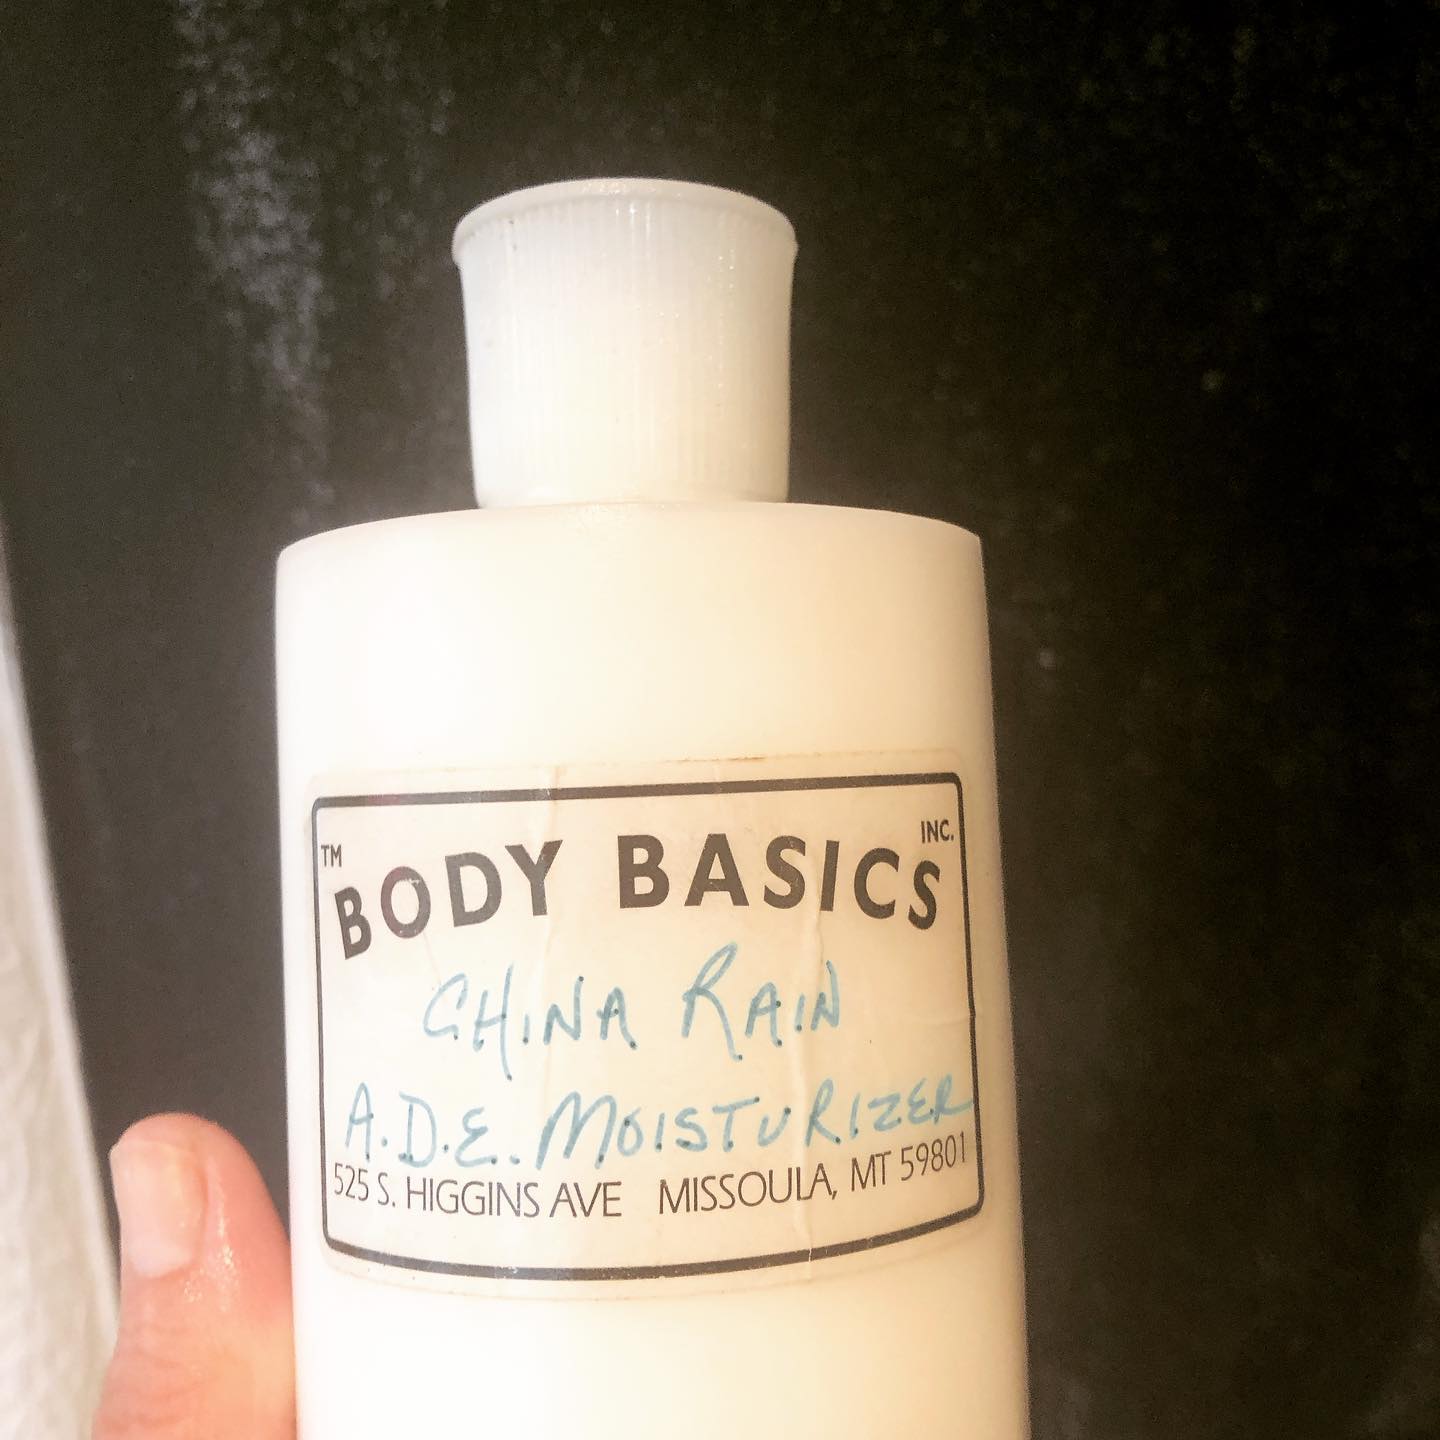 TM BODY BASICS INC.
CHINA RAIN
A.D.E. MOISTURIZER
525 S. HIGGINS AVE MISSOULA, MT 59801